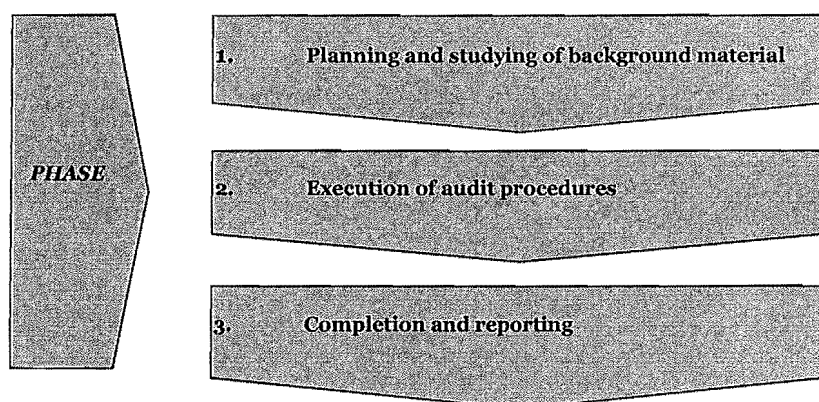 PHASE
1. Planning and studying of background material
2. Execution of audit procedures
3. Completion and reporting